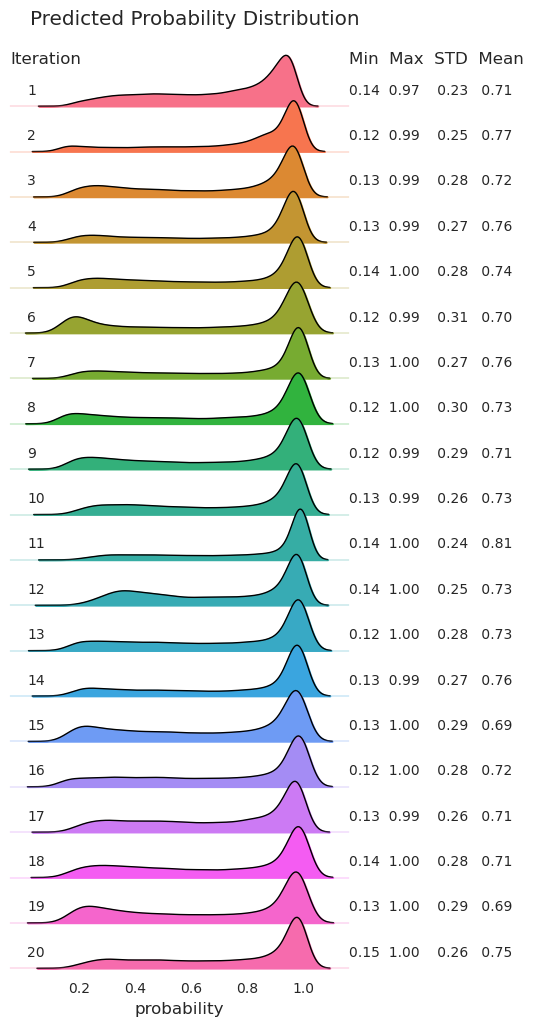 Predicted Probability Distribution
Iteration Min Max STD Mean
1 0.14 0.97 0.23 0.71
2 0.12 0.99 0.25 0.77
3 0.13 0.99 0.28 0.72
4 0.13 0.99 0.27 0.76
5 0.14 1.00 0.28 0.74
6 0.12 0.99 0.31 0.70
7 0.13 1.00 0.27 0.76
8 0.12 1.00 0.30 0.73
9 0.12 0.99 0.29 0.71
10 0.13 0.99 0.26 0.73
11 0.14 1.00 0.24 0.81
12 0.14 1.00 0.25 0.73
13 0.12 1.00 0.28 0.73
14 0.13 0.99 0.27 0.76
15 0.13 1.00 0.29 0.69
16 0.12 1.00 0.28 0.72
17 0.13 0.99 0.26 0.71
18 0.14 1.00 0.28 0.71
19 0.13 1.00 0.29 0.69
20 0.15 1.00 0.26 0.75
0.2 0.4 0.6 0.8 1.0
probability